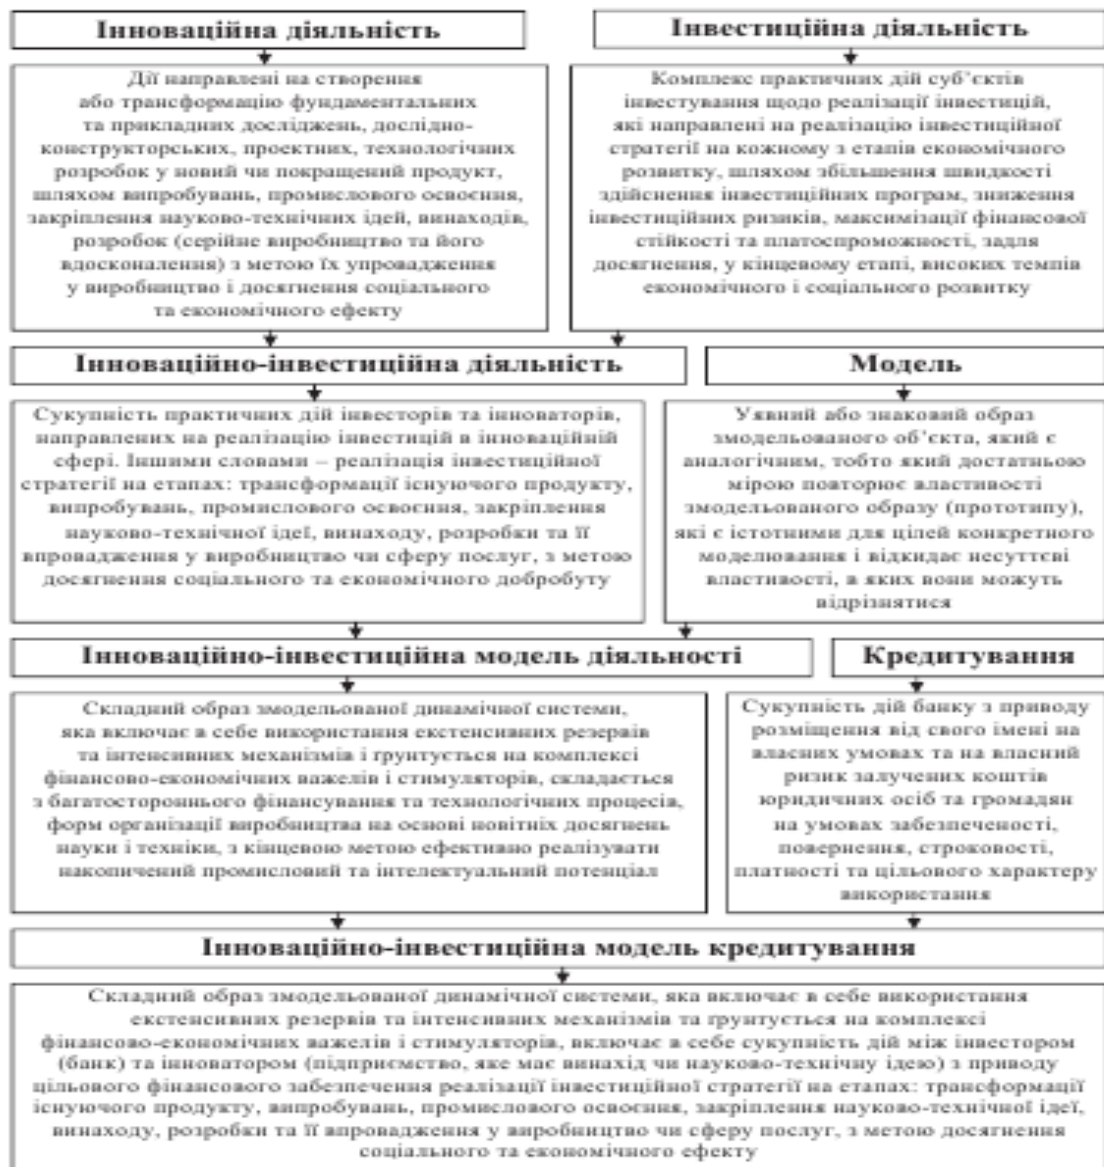 Інноваційна діяльність
Дії направлені на створення
або трансформацію фундаментальних
та прикладних досліджень, дослідно-
конструкторських, проектних, технологічних
розробок у новий чи покращений продукт,
шляхом випробувань, промислового освоєння,
закріплення науково-технічних ідей, винаходів,
розробок (серійне виробництво та його
вдосконалення) з метою їх упровадження
у виробництво і досягнення соціального
та економічного ефекту
Інвестиційна діяльність
Комплекс практичних дій суб’єктів
інвестування щодо реалізації інвестицій,
які направлені на реалізацію інвестиційної
стратегії на кожному з етапів економічного
розвитку, шляхом збільшення швидкості
здійснення інвестиційних програм, зниження
інвестиційних ризиків, максимізації фінансової
стійкості та платоспроможності, задля
досягнення, у кінцевому етапі, високих темпів
економічного і соціального розвитку
Інноваційно-інвестиційна діяльність
Сукупність практичних дій інвесторів та інноваторів,
направлених на реалізацію інвестицій в інноваційній
сфері. Іншими словами – реалізація інвестиційної
стратегії на етапах: трансформації існуючого продукту,
випробувань, промислового освоєння, закріплення
науково-технічної ідеї, винаходу, розробки та її
впровадження у виробництво чи сферу послуг, з метою
досягнення соціального та економічного добробуту
Модель
Уявний або знаковий образ
змодельованого об’єкта, який є
аналогічним, тобто який достатньою
мірою повторює властивості
змодельованого образу (прототипу),
які є істотними для цілей конкретного
моделювання і відкидає несуттєві
властивості, в яких вони можуть
відрізнятися
Інноваційно-інвестиційна модель діяльності
Складний образ змодельованої динамічної системи,
яка включає в себе використання екстенсивних резервів
та інтенсивних механізмів і ґрунтується на комплексі
фінансово-економічних важелів і стимуляторів, складається
з багатостороннього фінансування та технологічних процесів,
форм організації виробництва на основі новітніх досягнень
науки і техніки, з кінцевою метою ефективно реалізувати
накопичений промисловий та інтелектуальний потенціал
Кредитування
Сукупність дій банку з приводу
розміщення від свого імені на
власних умовах та на власний
ризик залучених коштів
юридичних осіб та громадян
на умовах забезпеченості,
повернення, строковості,
платності та цільового характеру
використання
Інноваційно-інвестиційна модель кредитування
Складний образ змодельованої динамічної системи, яка включає в себе використання
екстенсивних резервів та інтенсивних механізмів та ґрунтується на комплексі
фінансово-економічних важелів і стимуляторів, включає в себе сукупність дій між інвестором
(банк) та інноватором (підприємство, яке має винахід чи науково-технічну ідею) з приводу
цільового фінансового забезпечення реалізації інвестиційної стратегії на етапах: трансформації
існуючого продукту, випробувань, промислового освоєння, закріплення науково-технічної ідеї,
винаходу, розробки та її впровадження у виробництво чи сферу послуг, з метою досягнення
соціального та економічного ефекту